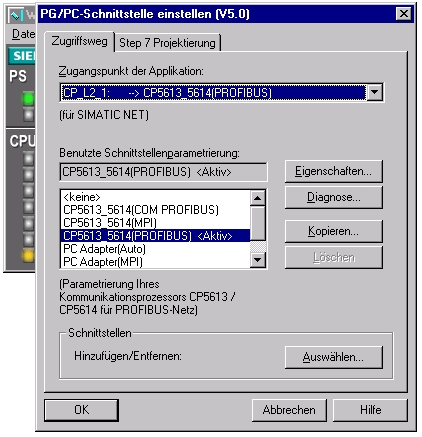 PG/PC-Schnittstelle einstellen (V5.0)
Date
SIE
PS
CPU
Zugriffsweg
Step 7 Projektierung
Zugangspunkt der Applikation:
CP_L2_1: --> CP5613_5614(PROFIBUS)
(für SIMATIC NET)
Benutzte Schnittstellenparametrierung:
CP5613_5614(PROFIBUS) <Aktiv>
Eigenschaften...
<keine>
CP5613_5614(COM PROFIBUS)
CP5613_5614(MPI)
CP5613_5614(PROFIBUS) <Aktiv>
PC Adapter(Auto)
PC Adapter(MPI)
Diagnose...
Kopieren...
Löschen
(Parametrierung Ihres
Kommunikationsprozessors CP5613 /
CP5614 für PROFIBUS-Netz)
Schnittstellen
Hinzufügen/Entfernen:
Auswählen...
OK
Abbrechen
Hilfe